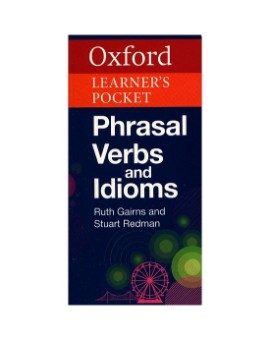 Oxford
LEARNER'S
POCKET
Phrasal
Verbs
and
Idioms
Ruth Gairns and
Stuart Redman